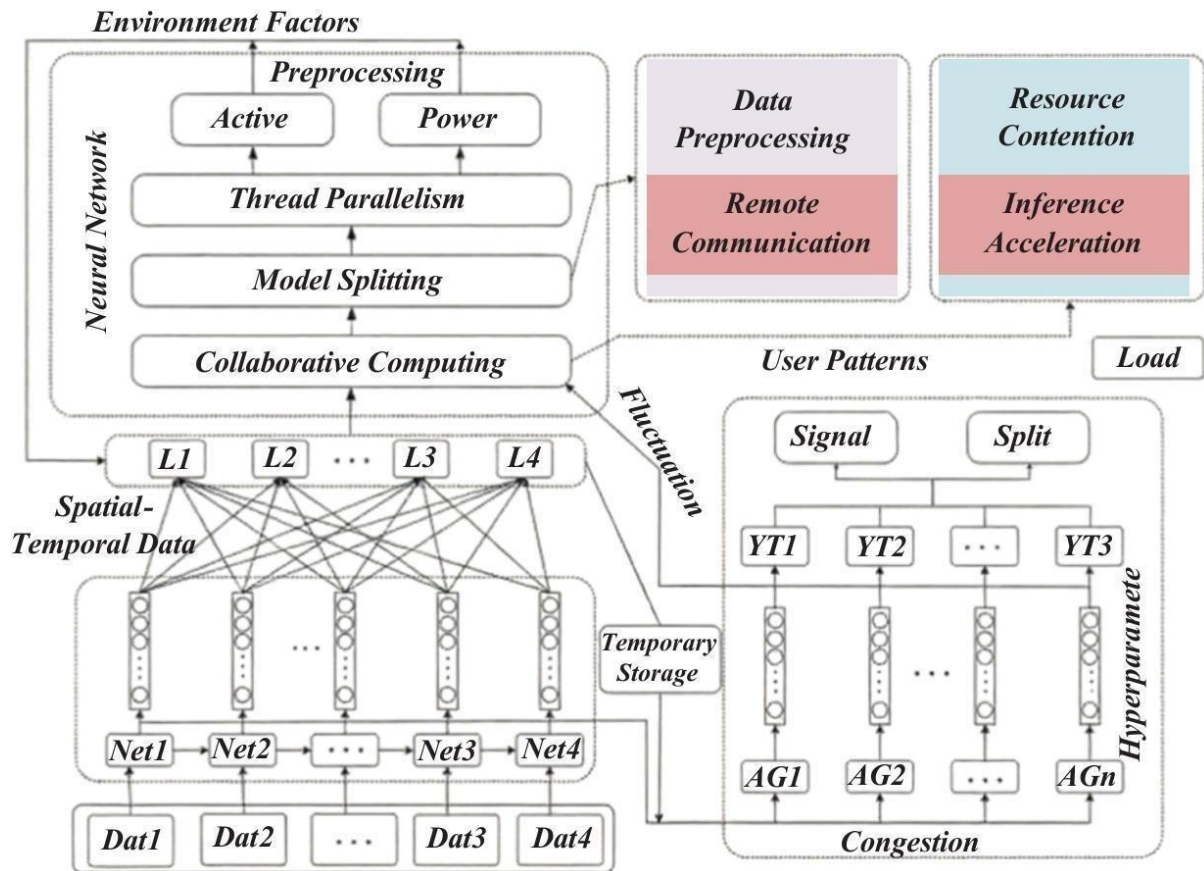 Environment Factors
Preprocessing
Active
Power
Thread Parallelism
Model Splitting
Collaborative Computing
Neural Network
Data
Preprocessing
Remote
Communication
Resource
Contention
Inference
Acceleration
User Patterns
Load
Fluctuation
L1
L2
...
L3
L4
Spatial-
Temporal Data
...
Temporary
Storage
Net1
Net2
...
Net3
Net4
Dat1
Dat2
...
Dat3
Dat4
Signal
Split
YT1
YT2
...
YT3
...
Hyperparamete
AG1
AG2
...
AGn
Congestion